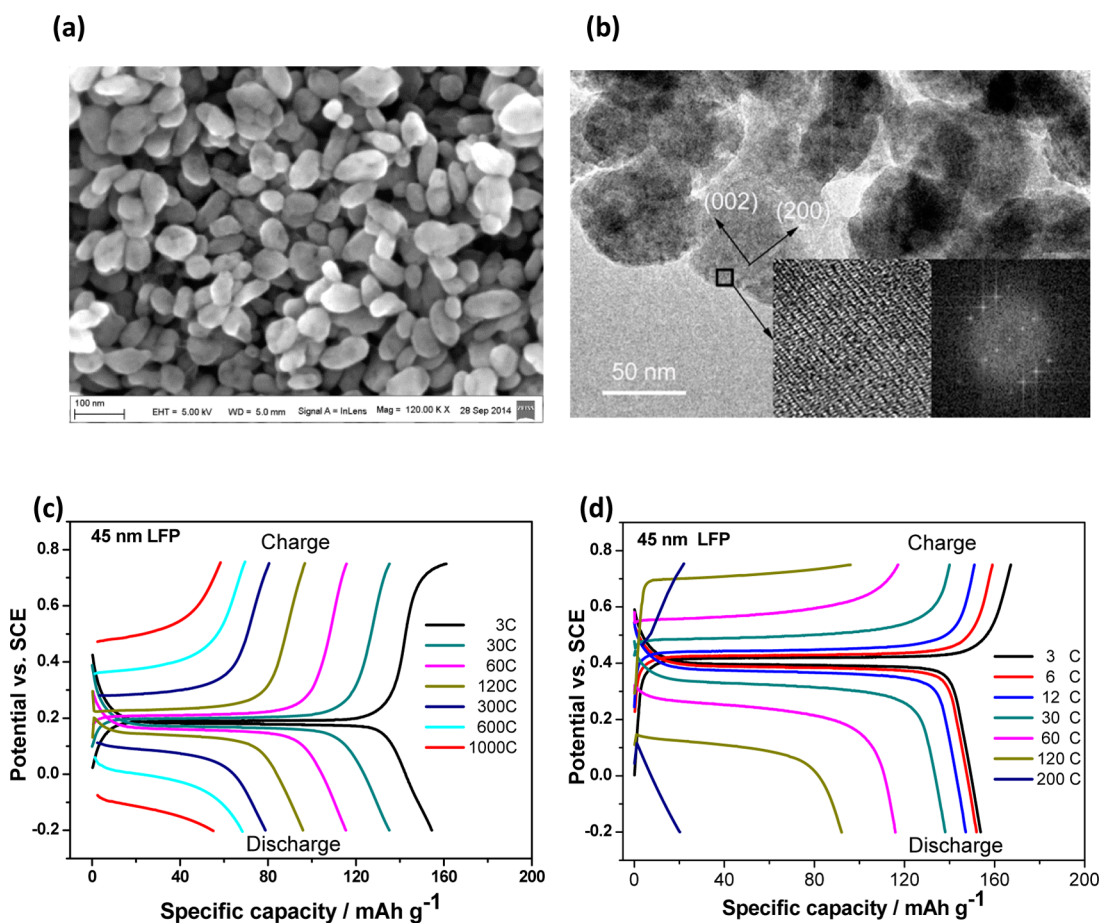 (a)
(b)
100 nm
EHT = 5.00 kV WD = 5.0 mm Signal A = InLens Mag = 120.00 K X 28 Sep 2014 ZEISS
(002)
(200)
50 nm
(c)
45 nm LFP
Charge
Discharge
3C
30C
60C
120C
300C
600C
1000C
0.8
0.6
0.4
0.2
0.0
-0.2
Potential vs. SCE
0 40 80 120 160 200
Specific capacity / mAh g⁻¹
(d)
45 nm LFP
Charge
Discharge
3 C
6 C
12 C
30 C
60 C
120 C
200 C
0.8
0.6
0.4
0.2
0.0
-0.2
Potential vs. SCE
0 40 80 120 160 200
Specific capacity / mAh g⁻¹